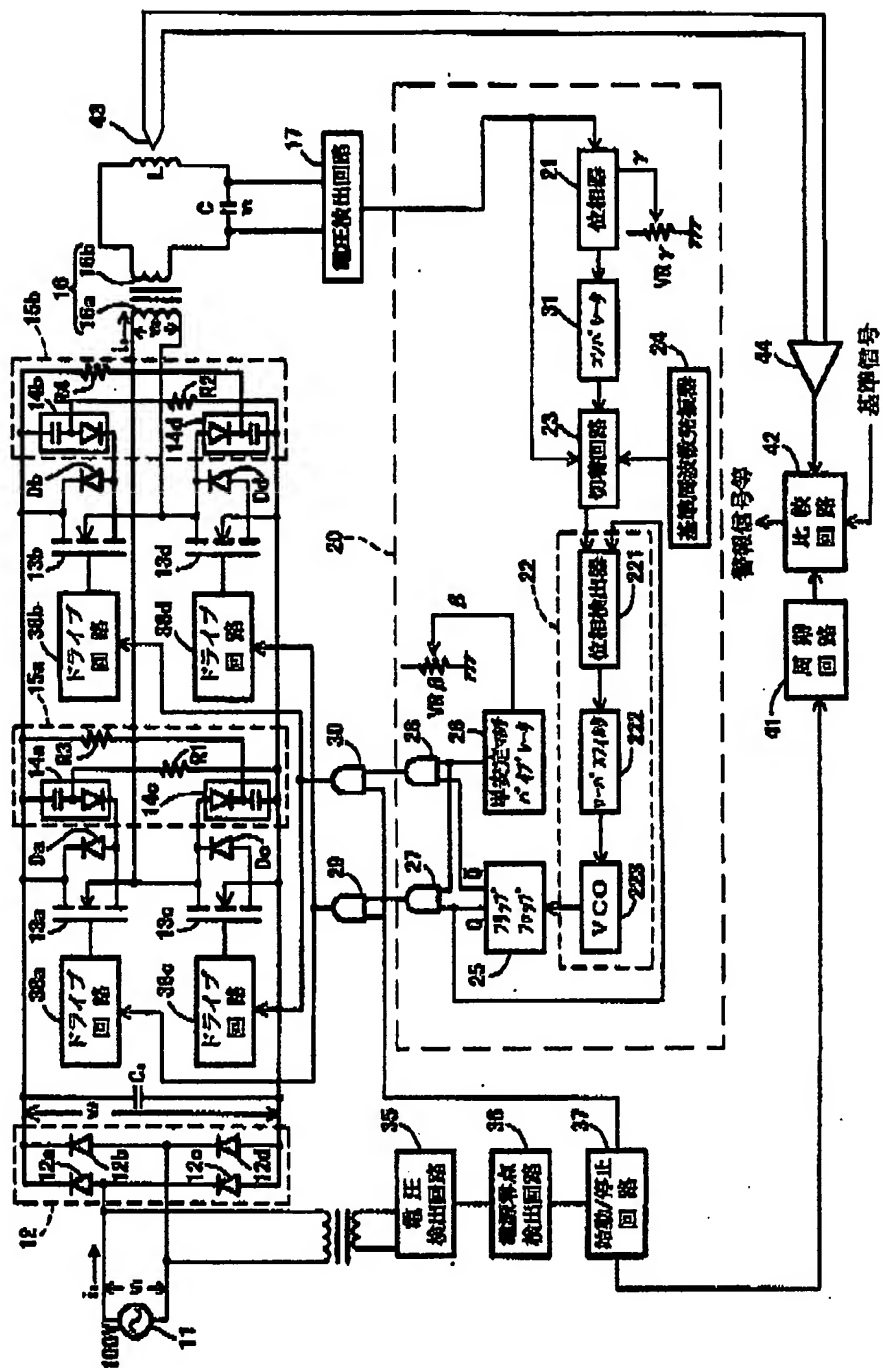 100V
11
12
12a
12b
12c
12d
35
電圧
検出回路
36
電源零点
検出回路
37
始動/停止
回路
38a
ドライブ
回路
38c
ドライブ
回路
13a
13c
Da
Dc
14a
14c
15a
R3
R1
38b
ドライブ
回路
38d
ドライブ
回路
13b
13d
Db
Dd
14b
14d
15b
R4
R2
16
16a
16b
L
C
43
17
電圧検出回路
20
29
30
27
28
Q
Q̄
25
フリップ
フロップ
26
単安定マルチ
バイブレータ
VRβ
β
22
位相検出器
221
ローパスフィルタ
222
VCO
223
21
位相器
γ
VRγ
31
コンパレータ
23
切替回路
24
基準周波数発振器
41
周期
回路
42
比較
回路
警報信号等
基準信号
44